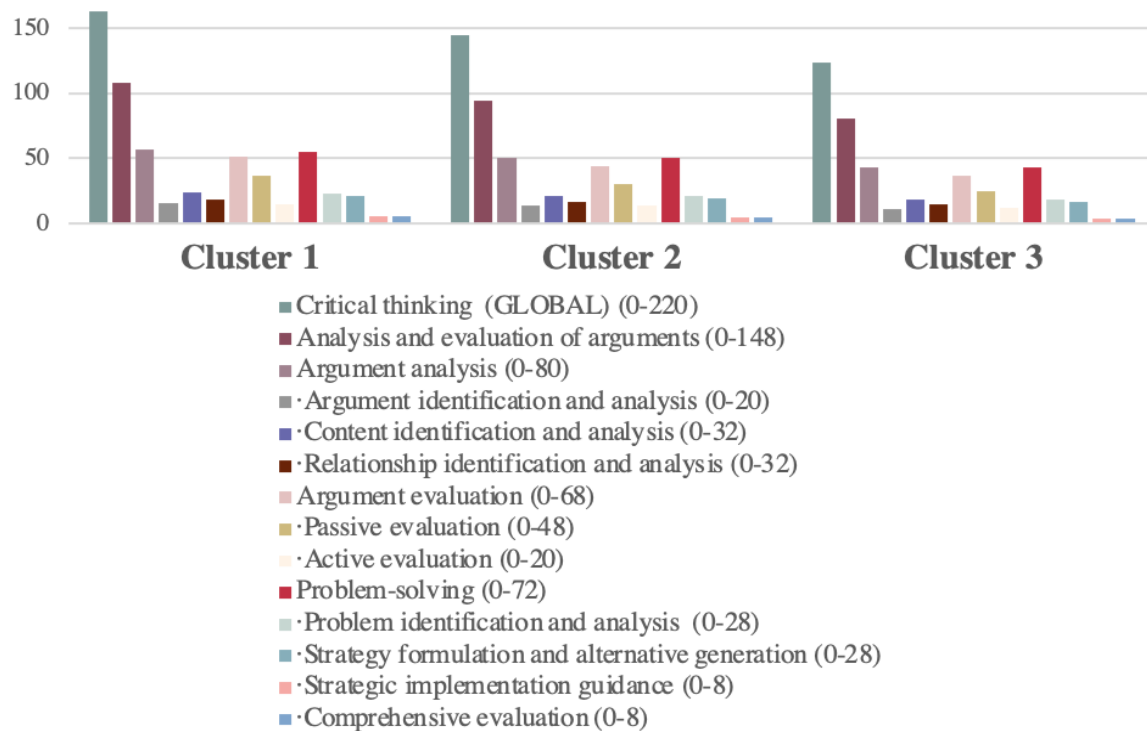 150
100
50
0
Cluster 1 Cluster 2 Cluster 3
Critical thinking (GLOBAL) (0-220)
Analysis and evaluation of arguments (0-148)
Argument analysis (0-80)
·Argument identification and analysis (0-20)
·Content identification and analysis (0-32)
·Relationship identification and analysis (0-32)
Argument evaluation (0-68)
·Passive evaluation (0-48)
·Active evaluation (0-20)
Problem-solving (0-72)
·Problem identification and analysis (0-28)
·Strategy formulation and alternative generation (0-28)
·Strategic implementation guidance (0-8)
·Comprehensive evaluation (0-8)